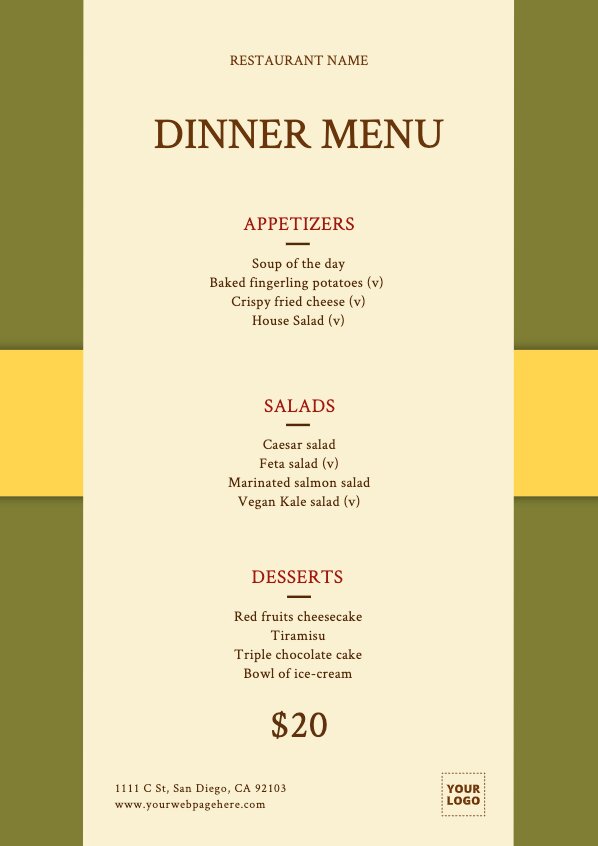 RESTAURANT NAME
DINNER MENU
APPETIZERS
Soup of the day
Baked fingerling potatoes (v)
Crispy fried cheese (v)
House Salad (v)
SALADS
Caesar salad
Feta salad (v)
Marinated salmon salad
Vegan Kale salad (v)
DESSERTS
Red fruits cheesecake
Tiramisu
Triple chocolate cake
Bowl of ice-cream
$20
1111 C St, San Diego, CA 92103
www.yourwebpagehere.com
YOUR
LOGO